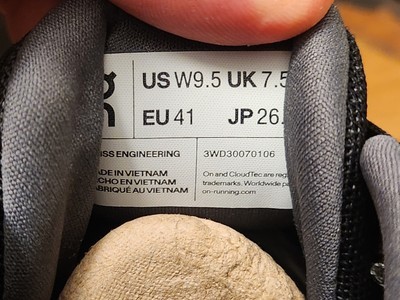 US W9.5 UK 7.5
EU 41 JP 26.
ISS ENGINEERING
3WD30070106
ADE IN VIETNAM
CHO EN VIETNAM
ABRIQUÉ AU VIETNAM
On and CloudTec are reg
trademarks. Worldwide pa
on-running.com